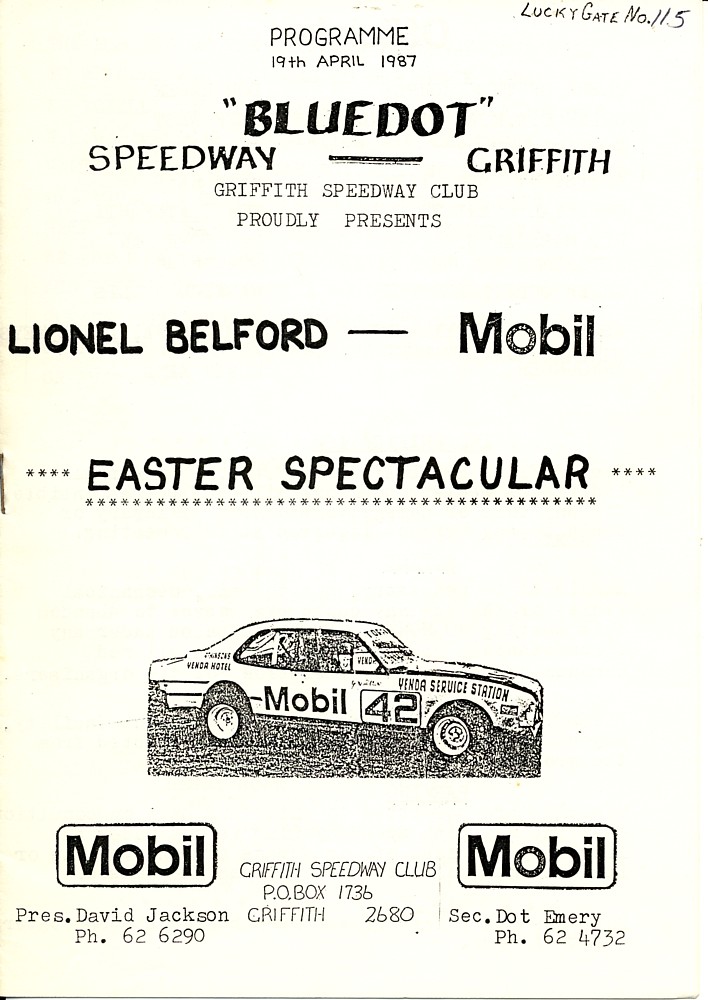 LUCKY GATE NO. 115
PROGRAMME
19th APRIL 1987
"BLUEDOT"
SPEEDWAY — GRIFFITH
GRIFFITH SPEEDWAY CLUB
PROUDLY PRESENTS
LIONEL BELFORD — Mobil
**** EASTER SPECTACULAR ****
YENDA HOTEL
YENDA SERVICE STATION
Mobil 42
Mobil
Mobil
GRIFFITH SPEEDWAY CLUB
P.O.BOX 1736
GRIFFITH 2680
Pres.David Jackson
Ph. 62 6290
Sec.Dot Emery
Ph. 62 4732